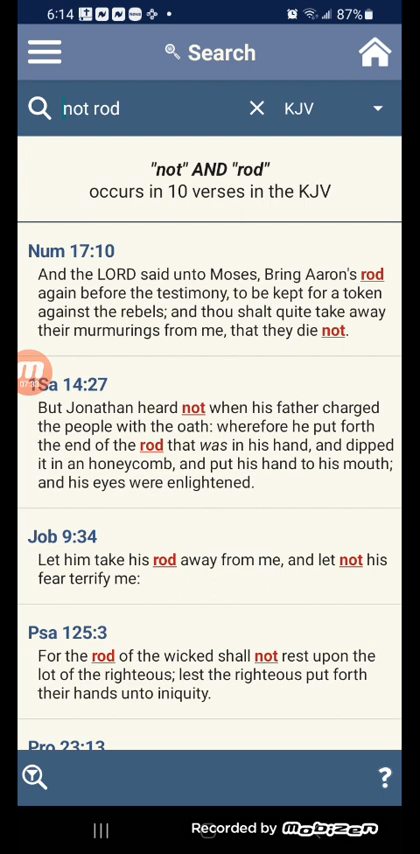 6:14
87%
Search
not rod
KJV
"not" AND "rod"
occurs in 10 verses in the KJV
Num 17:10
And the LORD said unto Moses, Bring Aaron's rod
again before the testimony, to be kept for a token
against the rebels; and thou shalt quite take away
their murmurings from me, that they die not.
1Sa 14:27
But Jonathan heard not when his father charged
the people with the oath: wherefore he put forth
the end of the rod that was in his hand, and dipped
it in an honeycomb, and put his hand to his mouth;
and his eyes were enlightened.
Job 9:34
Let him take his rod away from me, and let not his
fear terrify me:
Psa 125:3
For the rod of the wicked shall not rest upon the
lot of the righteous; lest the righteous put forth
their hands unto iniquity.
Pro 23:13
?
Recorded by Mobizen